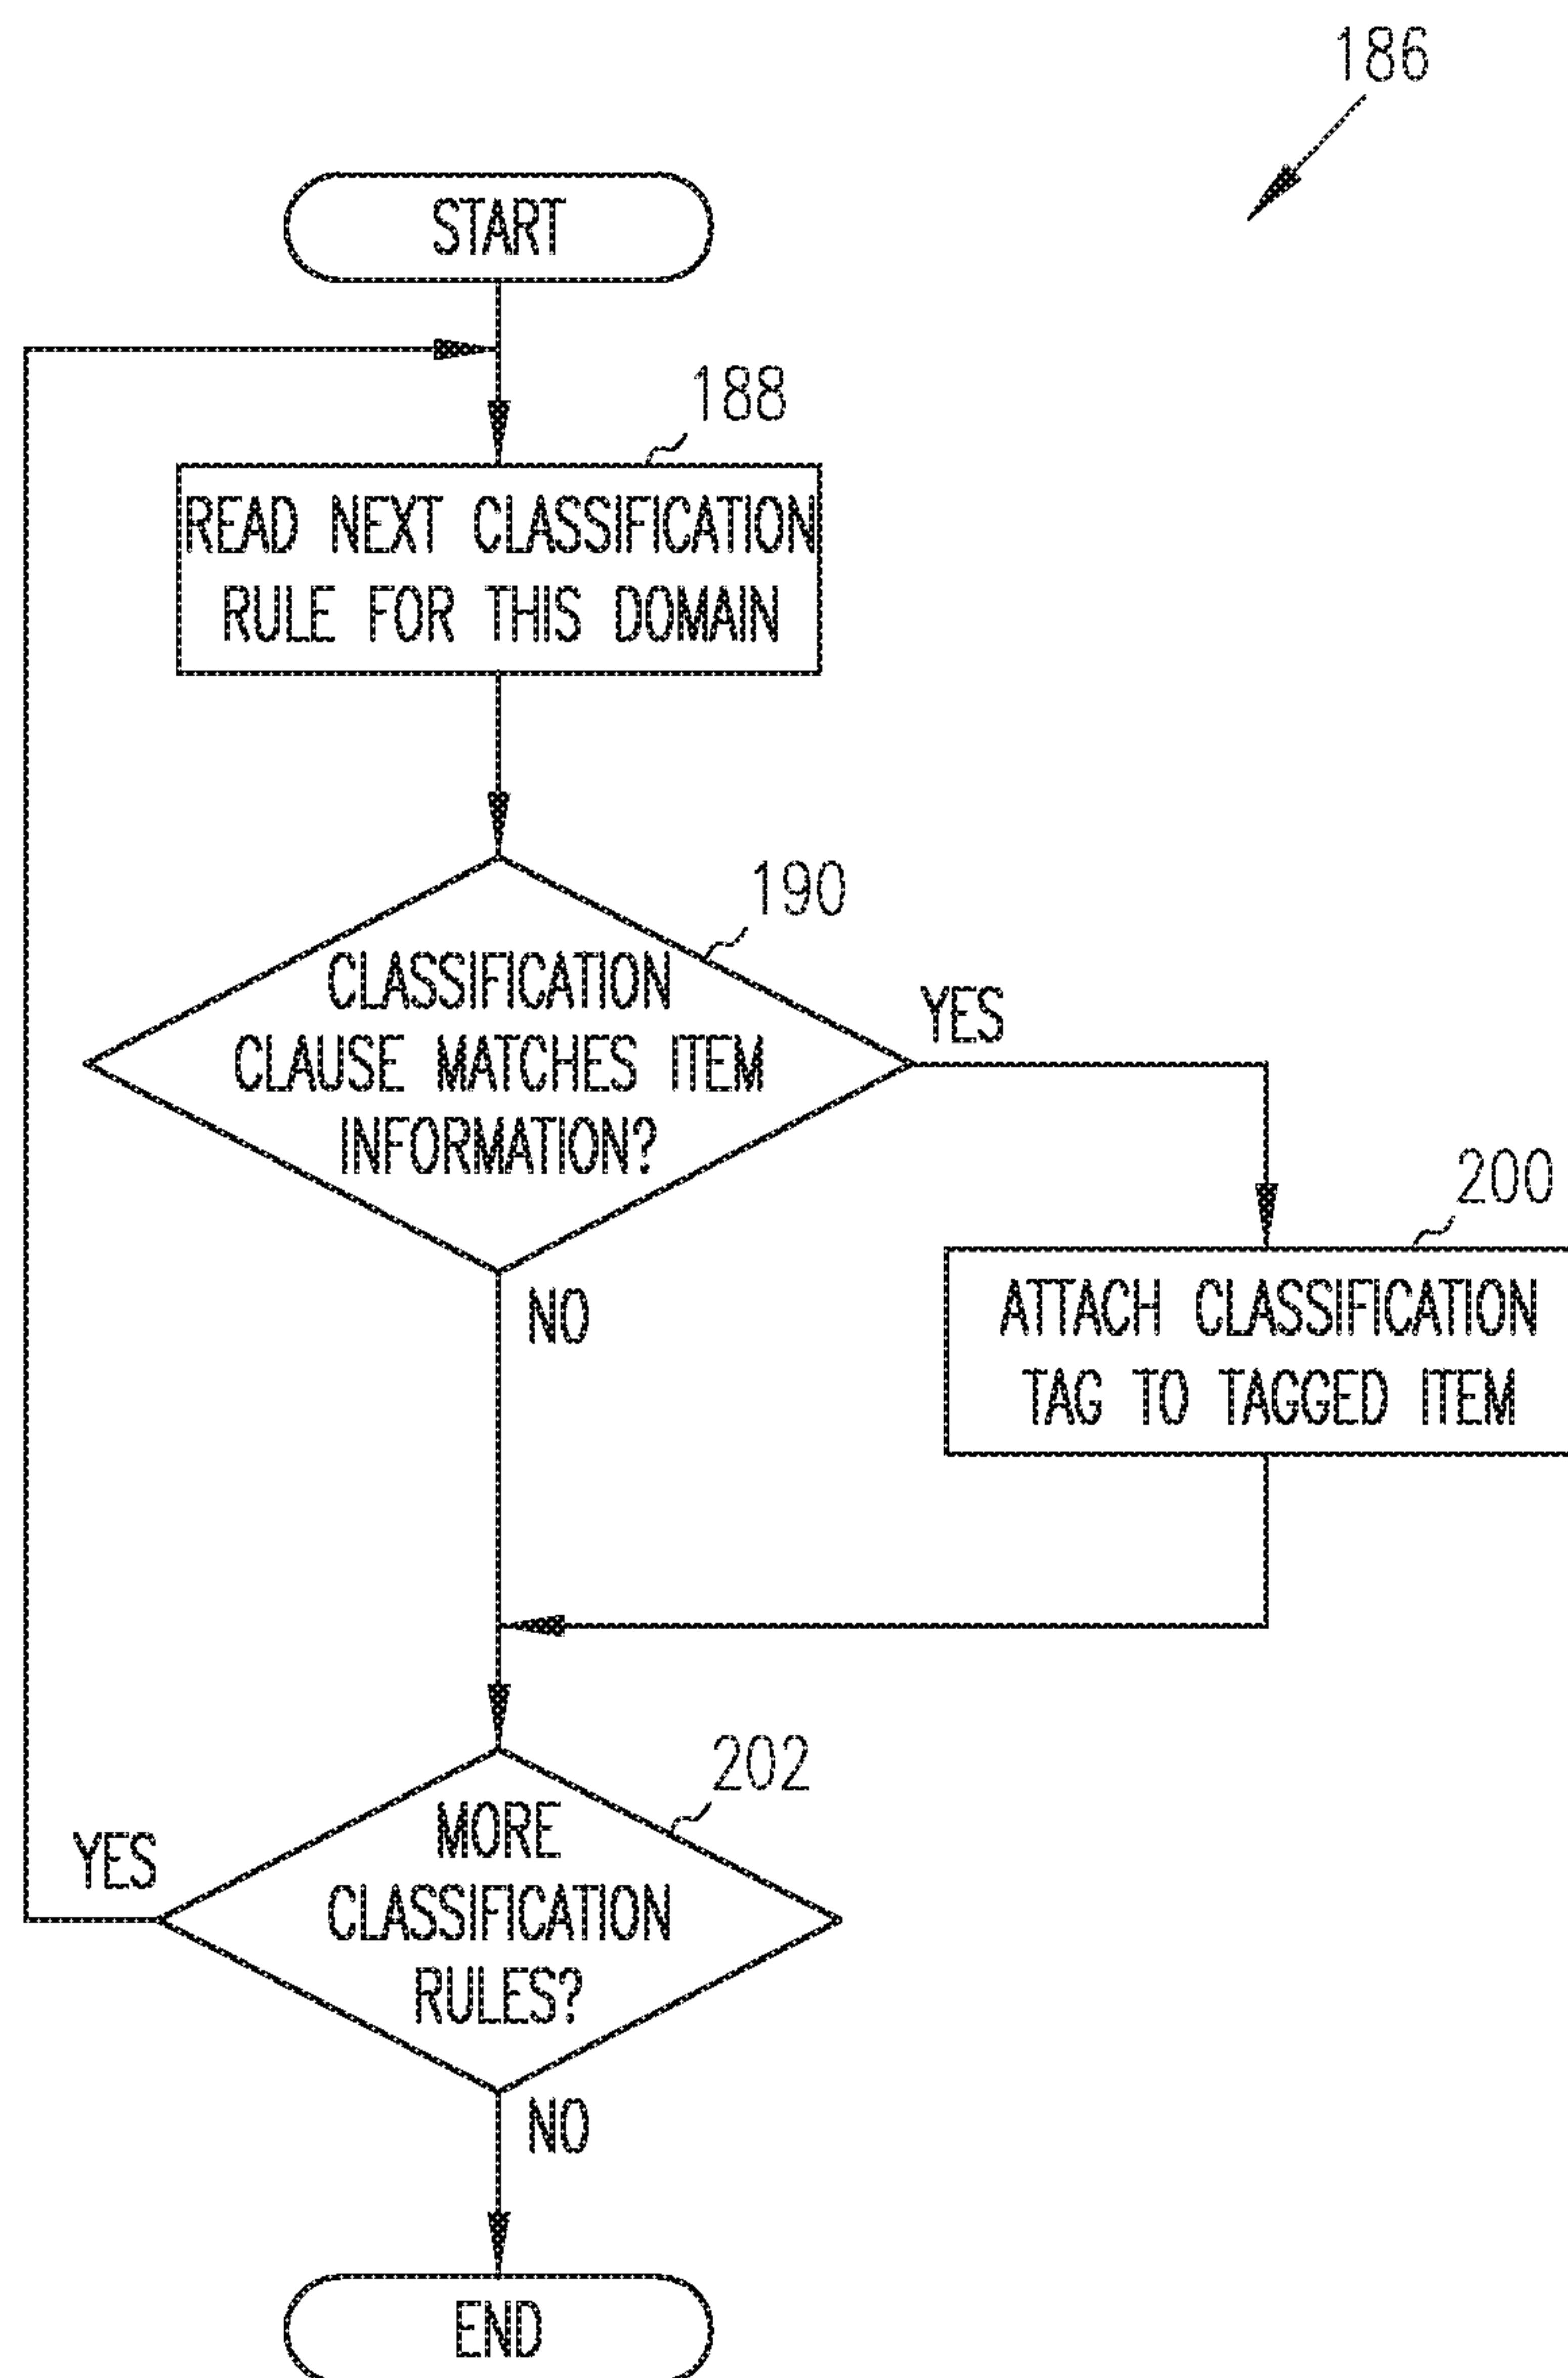 186
START
188
READ NEXT CLASSIFICATION
RULE FOR THIS DOMAIN
190
CLASSIFICATION
CLAUSE MATCHES ITEM
INFORMATION?
YES
NO
200
ATTACH CLASSIFICATION
TAG TO TAGGED ITEM
202
MORE
CLASSIFICATION
RULES?
YES
NO
END